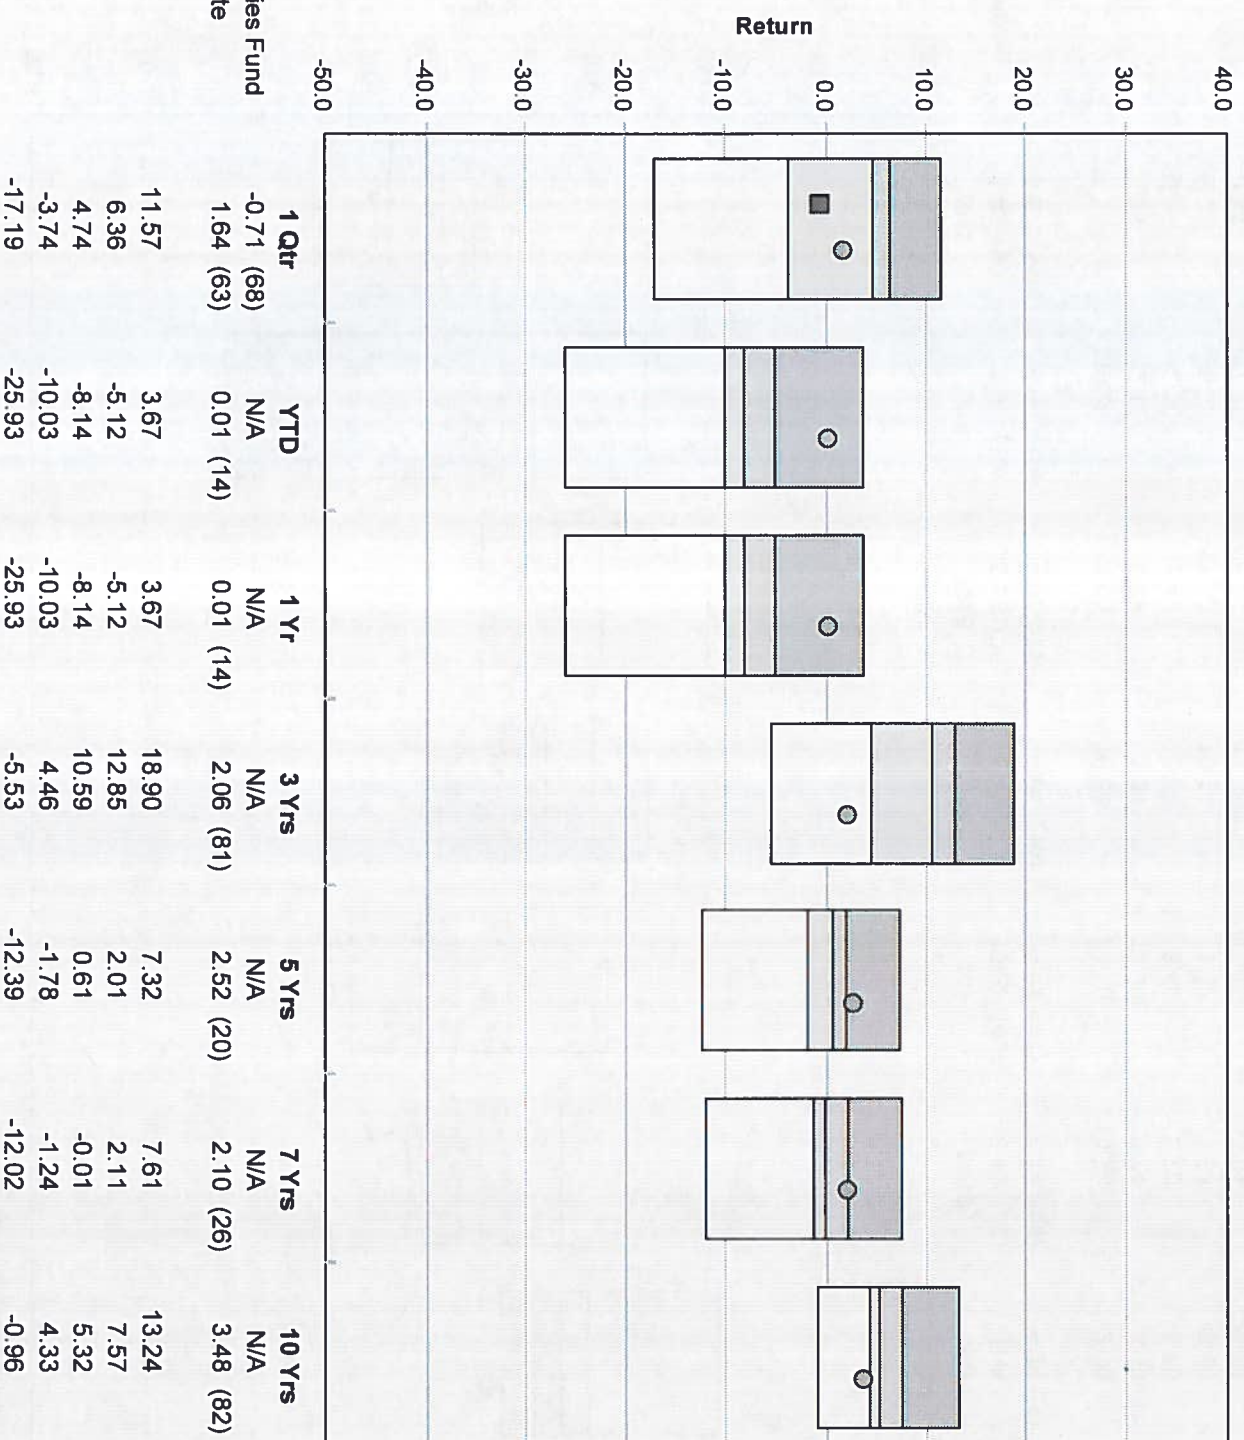 Return
40.0
30.0
20.0
10.0
0.0
-10.0
-20.0
-30.0
-40.0
-50.0
1 Qtr YTD 1 Yr 3 Yrs 5 Yrs 7 Yrs 10 Yrs
ies Fund -0.71 (68) N/A N/A N/A N/A N/A N/A
te 1.64 (63) 0.01 (14) 0.01 (14) 2.06 (81) 2.52 (20) 2.10 (26) 3.48 (82)
11.57 3.67 3.67 18.90 7.32 7.61 13.24
6.36 -5.12 -5.12 12.85 2.01 2.11 7.57
4.74 -8.14 -8.14 10.59 0.61 -0.01 5.32
-3.74 -10.03 -10.03 4.46 -1.78 -1.24 4.33
-17.19 -25.93 -25.93 -5.53 -12.39 -12.02 -0.96